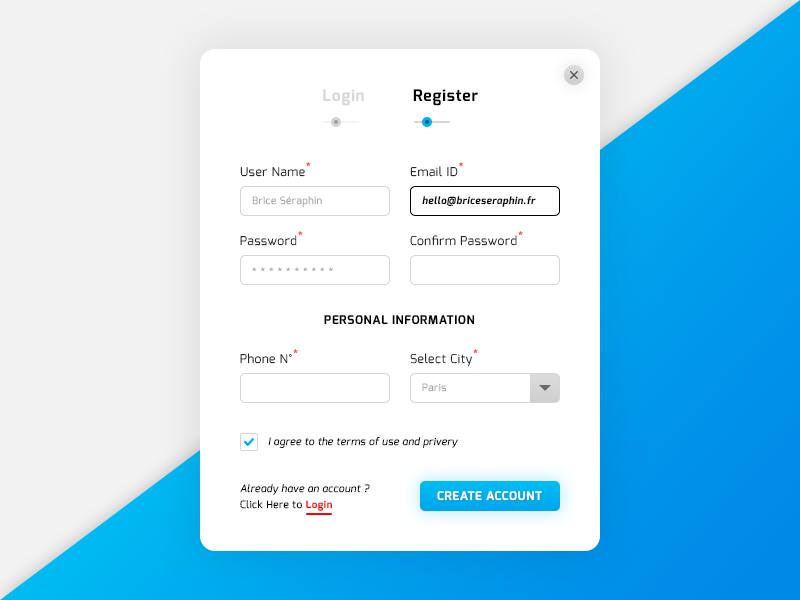 Login Register
User Name* Email ID*
Brice Séraphin hello@briceseraphin.fr
Password* Confirm Password*
* * * * * * * * * *
PERSONAL INFORMATION
Phone N°* Select City*
Paris
I agree to the terms of use and privery
Already have an account ?
Click Here to Login
CREATE ACCOUNT